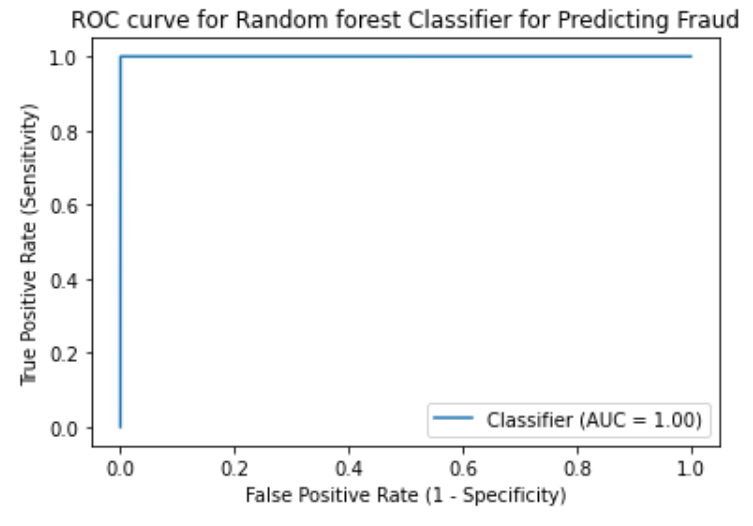 ROC curve for Random forest Classifier for Predicting Fraud
True Positive Rate (Sensitivity)
1.0
0.8
0.6
0.4
0.2
0.0
Classifier (AUC = 1.00)
0.0 0.2 0.4 0.6 0.8 1.0
False Positive Rate (1 - Specificity)